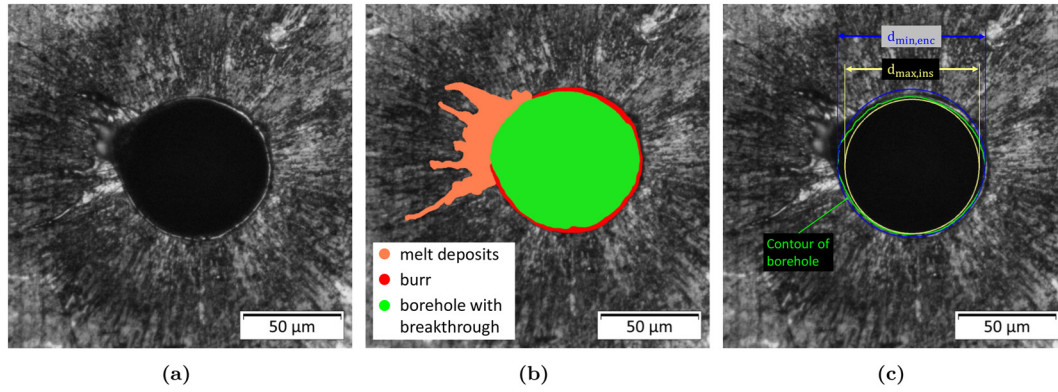 d_min,enc
d_max,ins
melt deposits
burr
borehole with
breakthrough
Contour of
borehole
50 µm
50 µm
50 µm
(a)
(b)
(c)